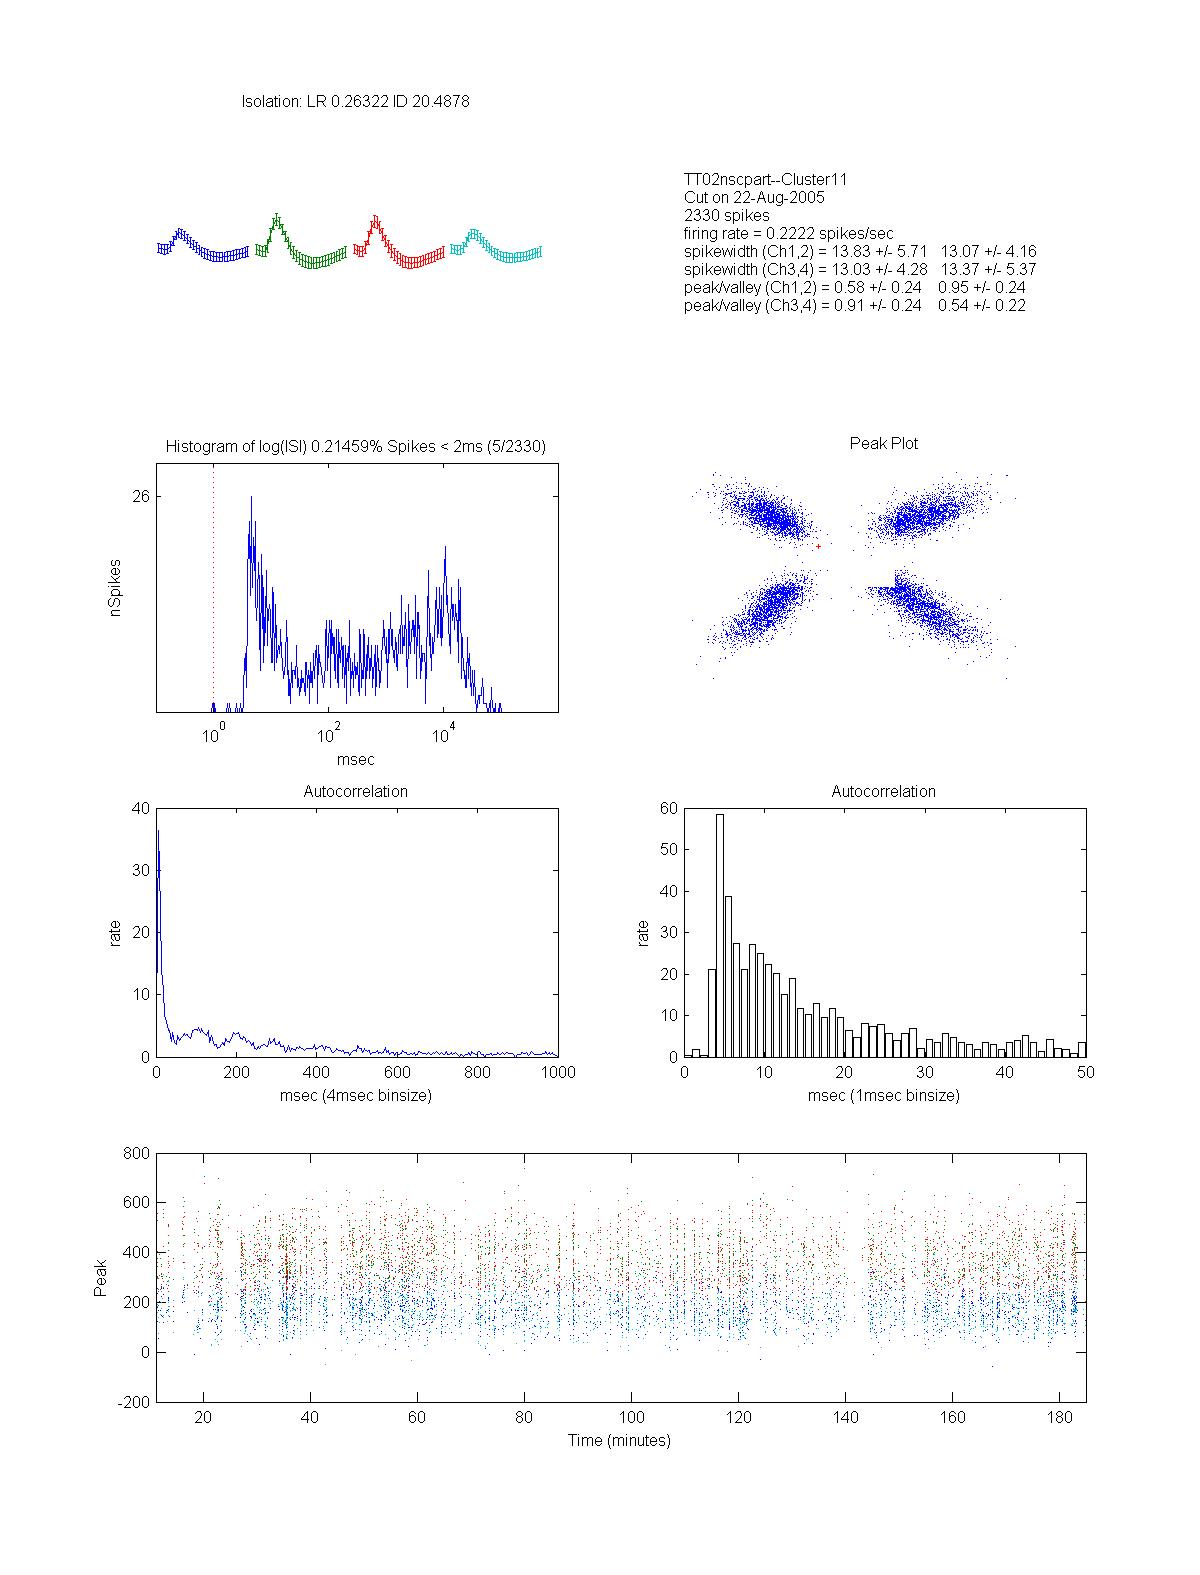 Isolation: LR 0.26322 ID 20.4878
TT02nscpart--Cluster11
Cut on 22-Aug-2005
2330 spikes
firing rate = 0.2222 spikes/sec
spikewidth (Ch1,2) = 13.83 +/- 5.71 13.07 +/- 4.16
spikewidth (Ch3,4) = 13.03 +/- 4.28 13.37 +/- 5.37
peak/valley (Ch1,2) = 0.58 +/- 0.24 0.95 +/- 0.24
peak/valley (Ch3,4) = 0.91 +/- 0.24 0.54 +/- 0.22
Histogram of log(ISI) 0.21459% Spikes < 2ms (5/2330)
26
nSpikes
10^0 10^2 10^4
msec
Peak Plot
Autocorrelation
40
30
20
10
0
rate
0 200 400 600 800 1000
msec (4msec binsize)
Autocorrelation
60
50
40
30
20
10
0
rate
0 10 20 30 40 50
msec (1msec binsize)
800
600
400
200
0
-200
Peak
20 40 60 80 100 120 140 160 180
Time (minutes)